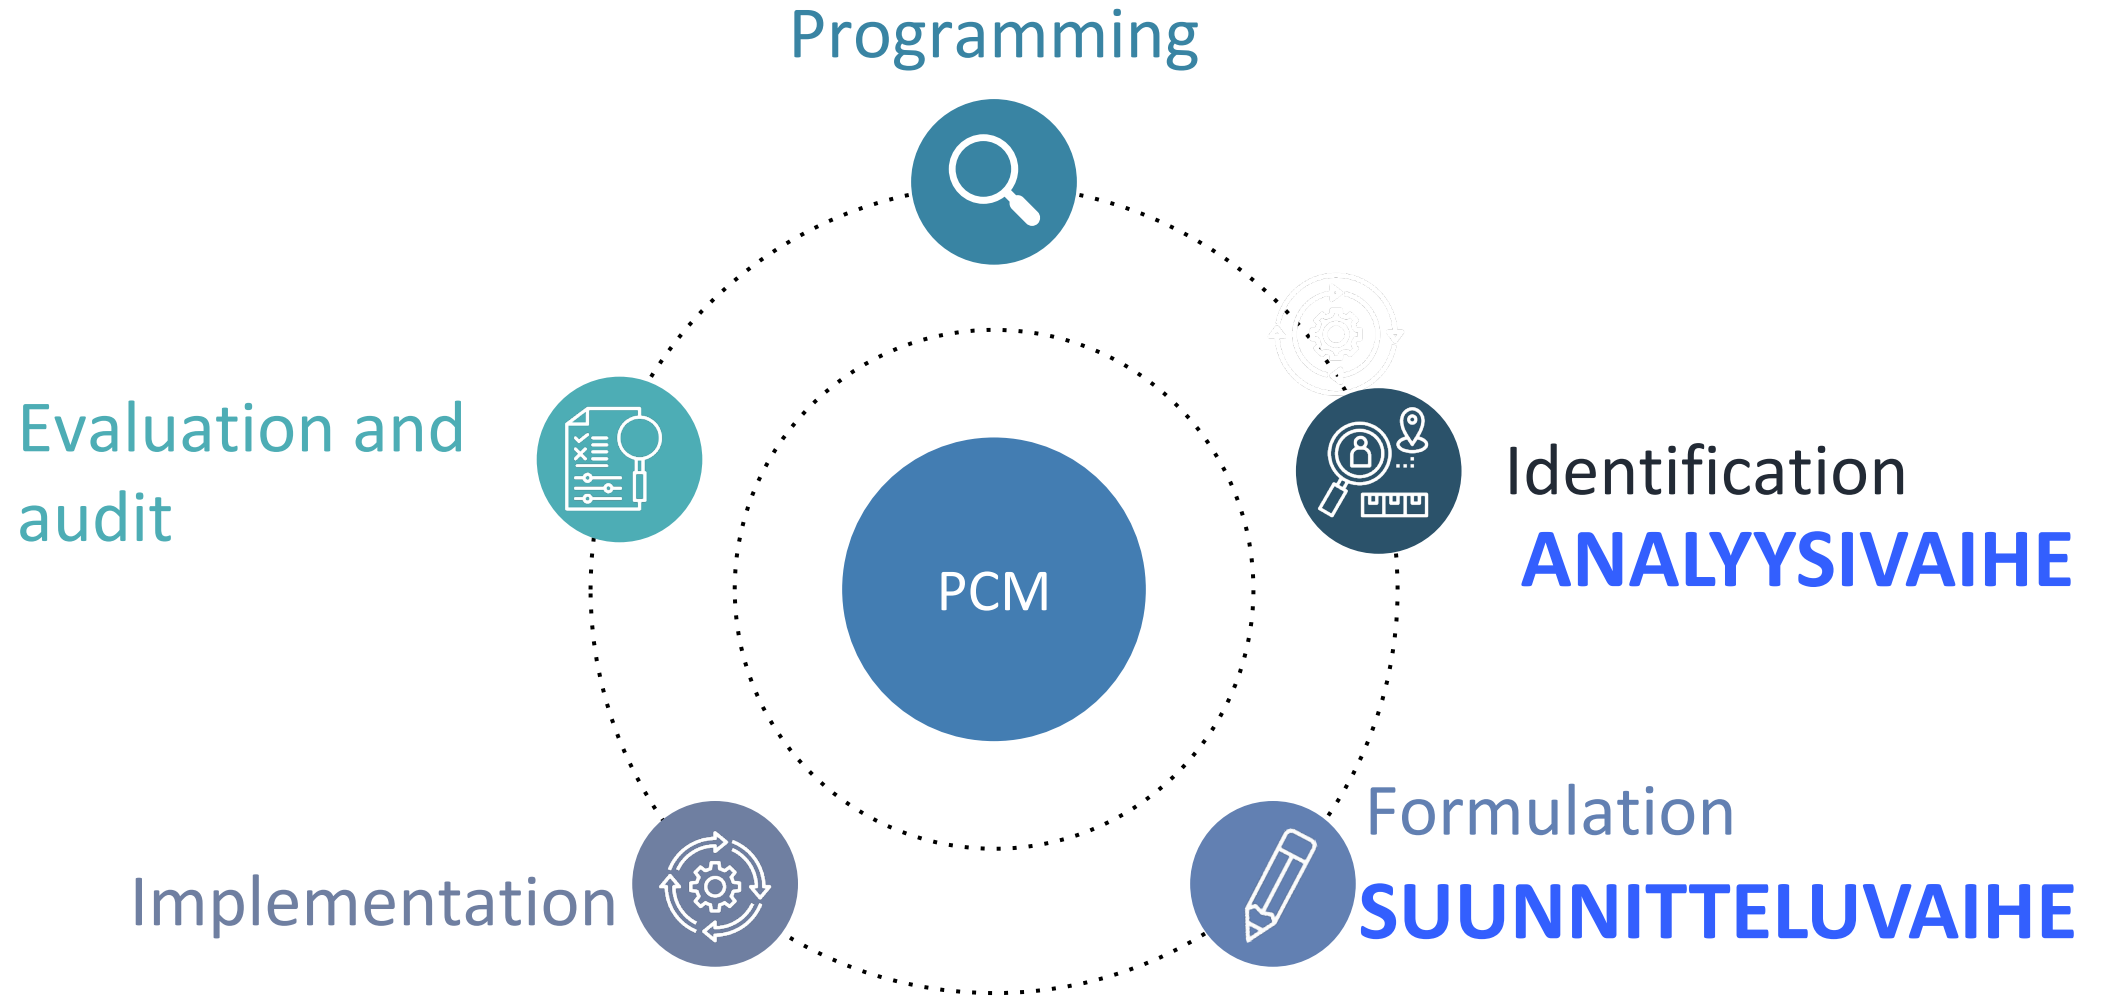 Programming
Evaluation and
audit
Identification
ANALYYSIVAIHE
PCM
Formulation
SUUNNITTELUVAIHE
Implementation